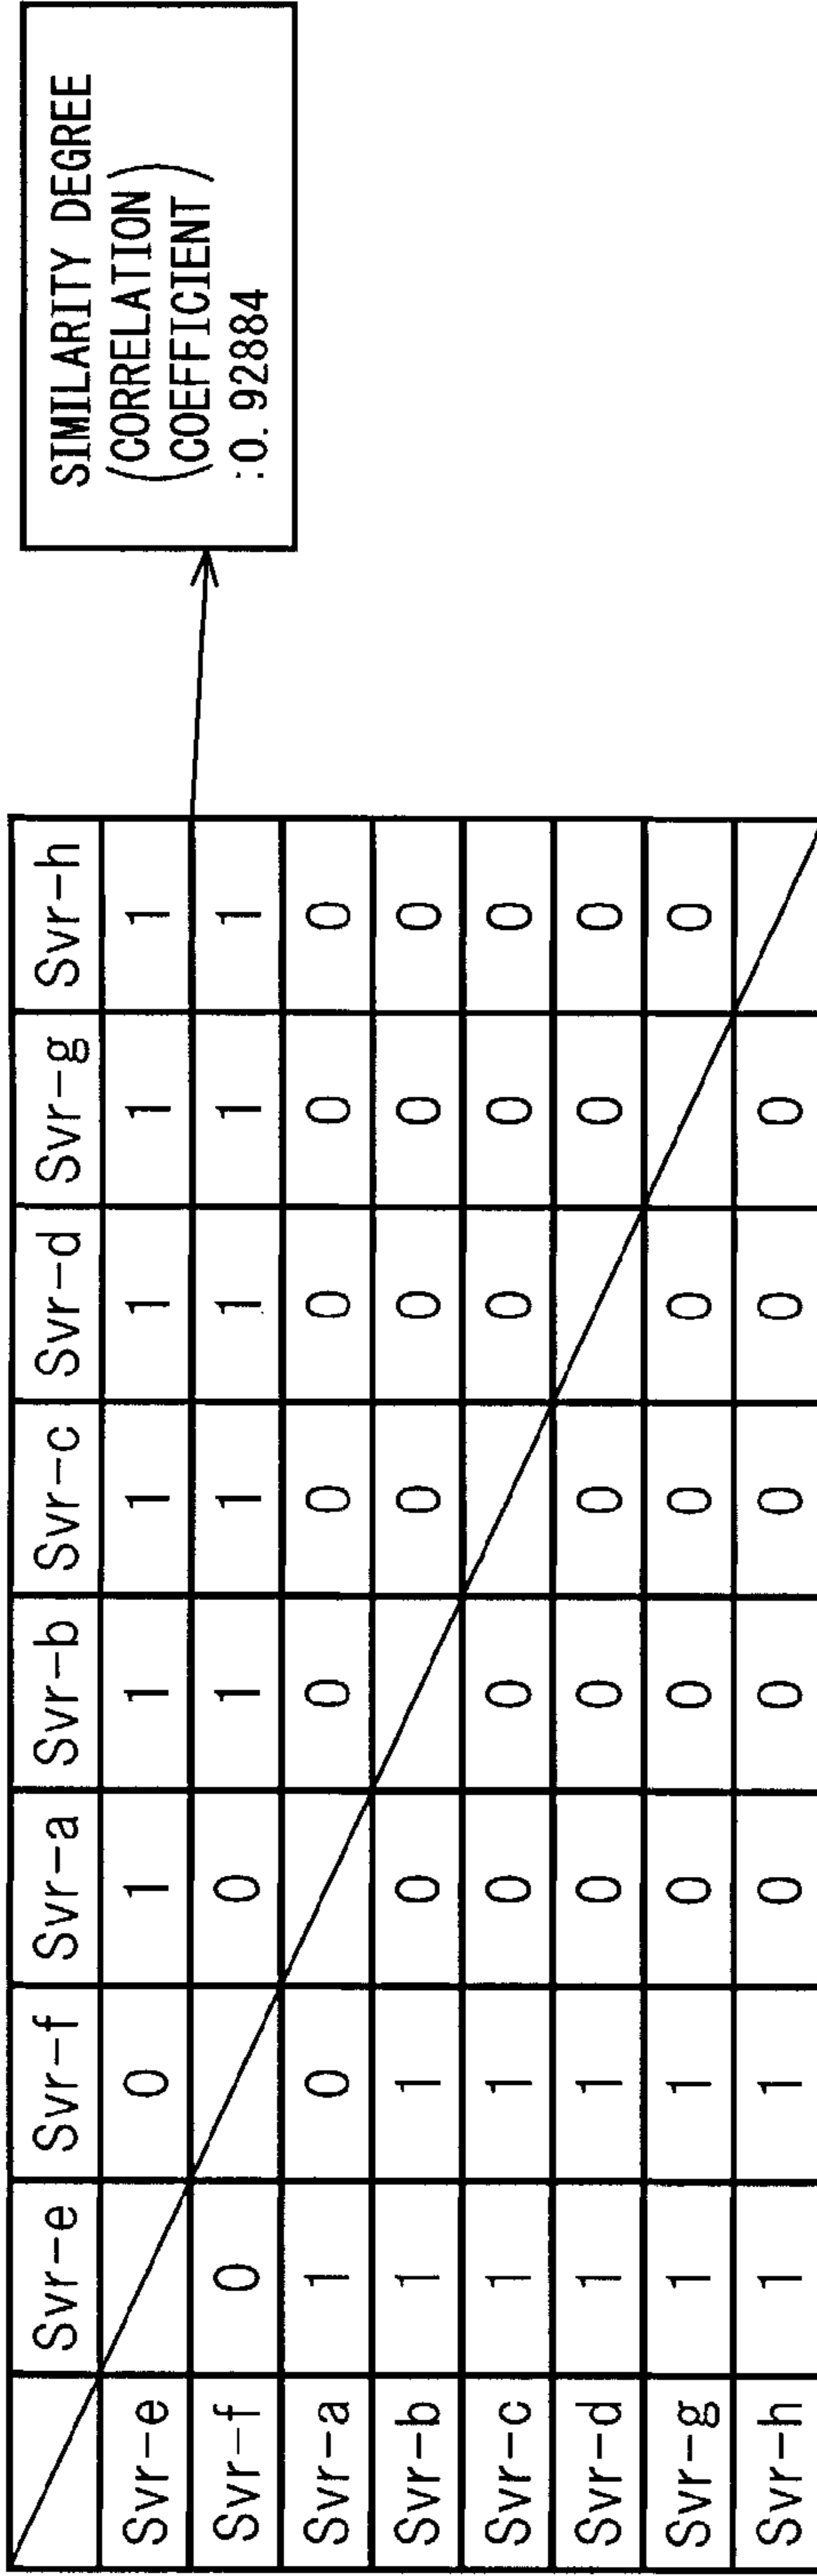 Svr-e Svr-f Svr-a Svr-b Svr-c Svr-d Svr-g Svr-h
Svr-e 0 1 1 1 1 1 1
Svr-f 0 0 1 1 1 1 1
Svr-a 1 0 0 0 0 0 0
Svr-b 1 1 0 0 0 0 0
Svr-c 1 1 0 0 0 0 0
Svr-d 1 1 0 0 0 0 0
Svr-g 1 1 0 0 0 0 0
Svr-h 1 1 0 0 0 0 0
SIMILARITY DEGREE
(CORRELATION
COEFFICIENT)
:0.92884